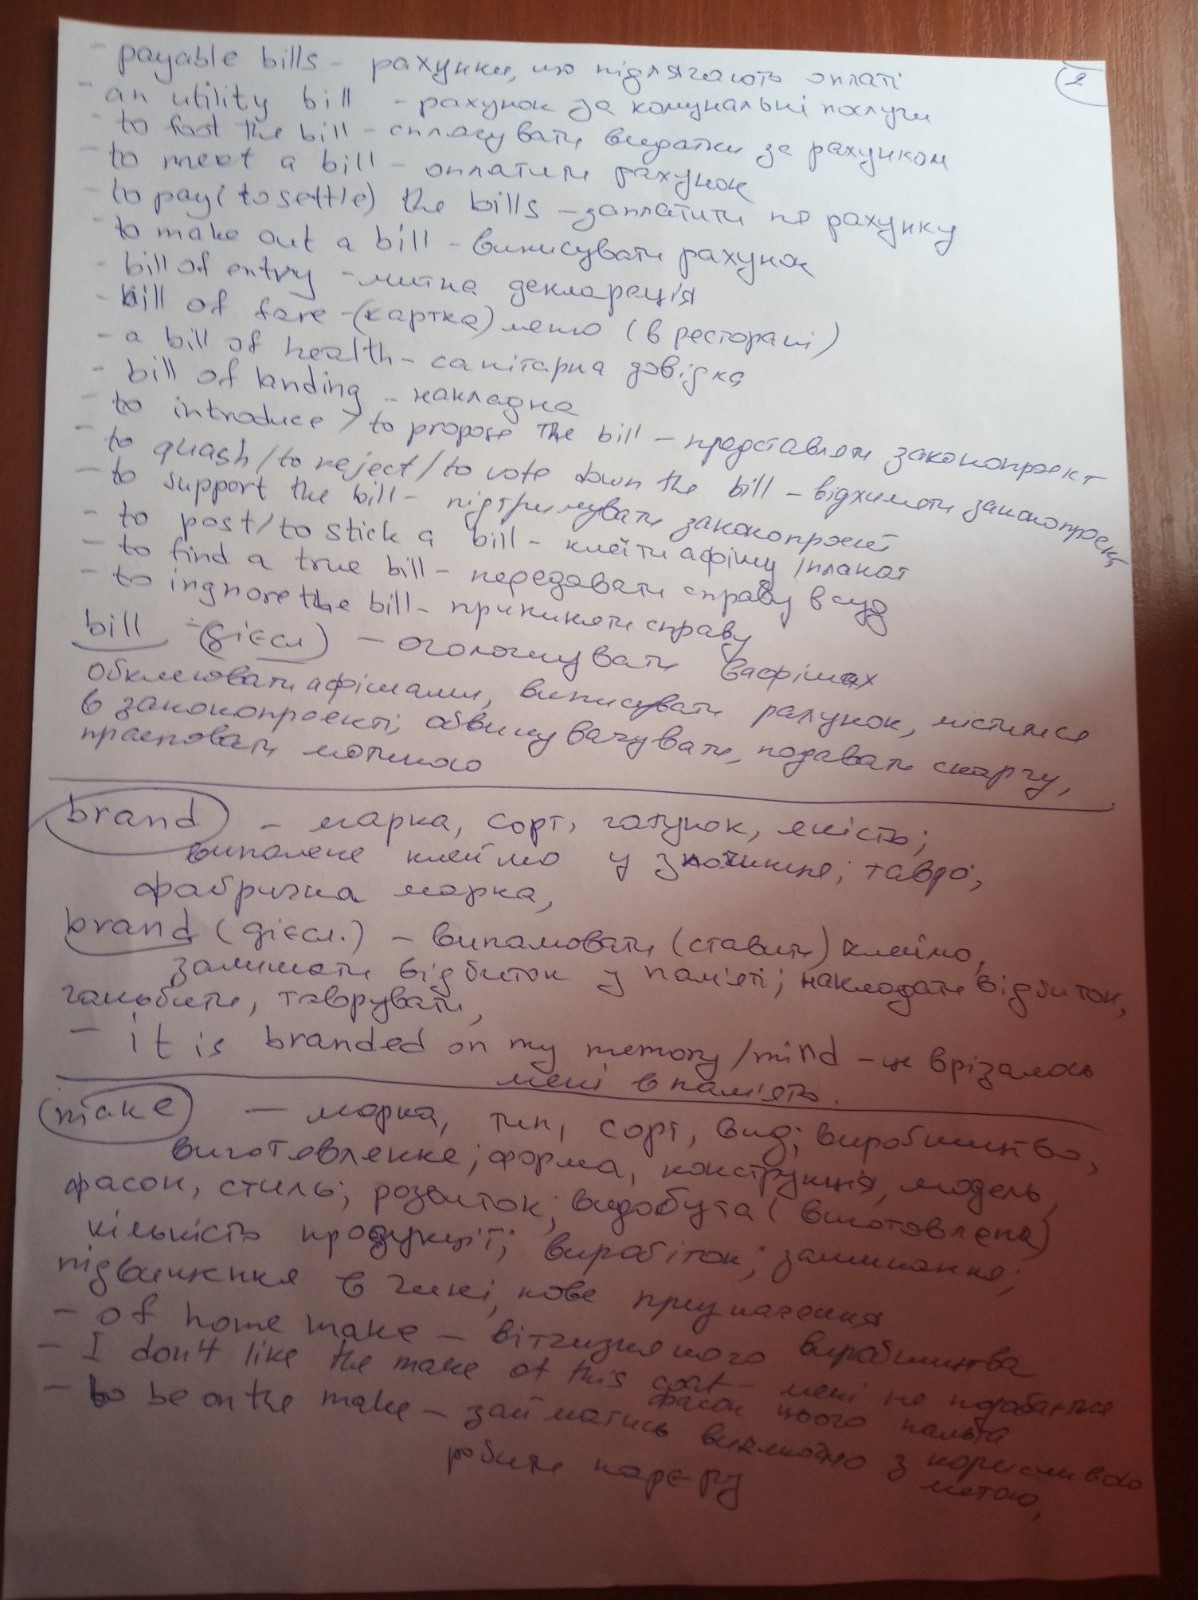 - payable bills - рахунки, що підлягають оплаті
2
- an utility bill - рахунок за комунальні послуги
- to foot the bill - сплачувати видатки за рахунком
- to meet a bill - оплатити рахунок
- to pay (to settle) the bills - заплатити по рахунку
- to make out a bill - виписувати рахунок
- bill of entry - митна декларація
- bill of fare - (картка) меню (в ресторані)
- a bill of health - санітарна довідка
- bill of landing - накладна
- to introduce, to propose the bill - представляти законопроект
- to quash/to reject/to vote down the bill - відхиляти законопроект
- to support the bill - підтримувати законопроект
- to post/to stick a bill - клеїти афішу/плакат
- to find a true bill - передавати справу в суд
- to ingnore the bill - припиняти справу
bill - (дієсл) - оголошувати в афішах
обклеювати афішами, виписувати рахунок, міститися
в законопроекті; обвинувачувати, подавати скаргу,
працювати мотикою
brand - марка, сорт, гатунок, якість;
випалене клеймо у злочинця; тавро;
фабрична марка,
brand (дієсл.) - випалювати (ставити) клеймо,
залишати відбиток у пам'яті; накладати відбиток,
ганьбити, таврувати,
- it is branded on my memory/mind - це врізалось
мені в пам'ять.
make - марка, тип, сорт, вид; виробництво,
виготовлення; форма, конструкція, модель,
фасон, стиль; розвиток; видобута (виготовлена)
кількість продукції; виробіток; замикання;
підвищення в чині, нове призначення
- of home make - вітчизняного виробництва
- I don't like the make of this coat - мені не подобається
фасон цього пальта
- to be on the make - займатись виключно з корисливою
метою,
робити кар'єру